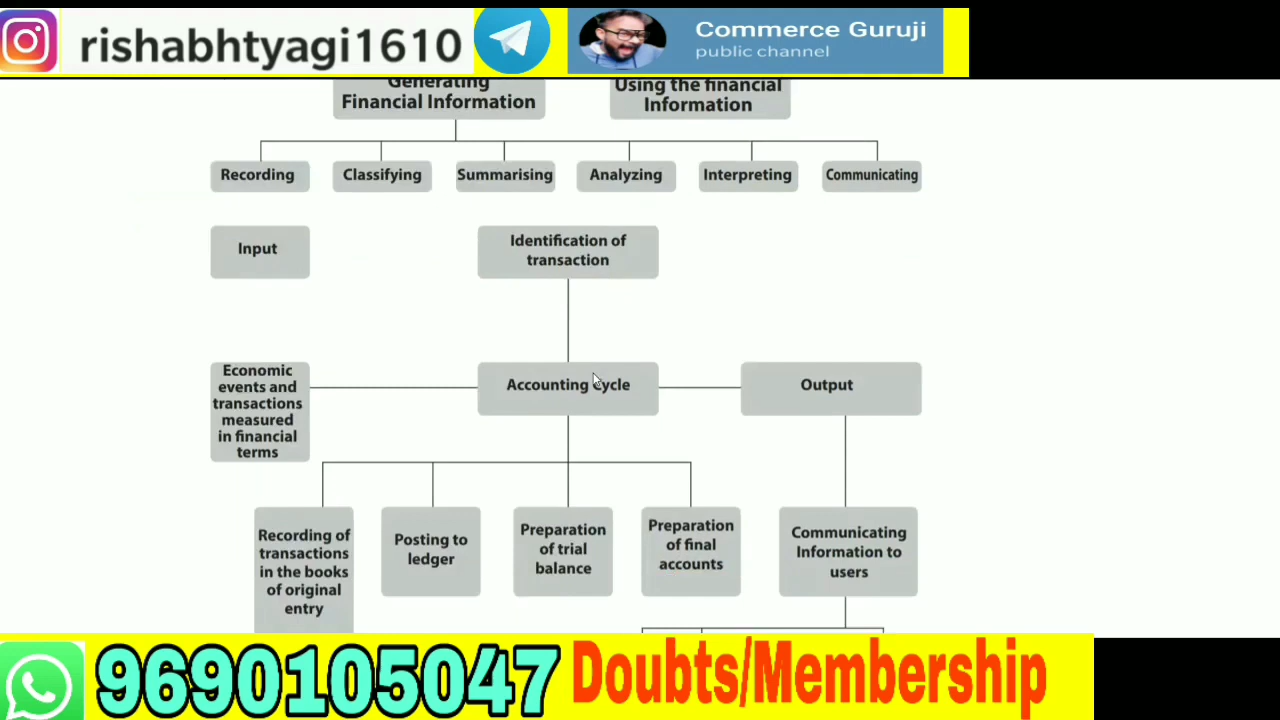 rishabhtyagi1610
Commerce Guruji
public channel
Generating
Financial Information
Using the financial
Information
Recording
Classifying
Summarising
Analyzing
Interpreting
Communicating
Input
Identification of
transaction
Economic
events and
transactions
measured
in financial
terms
Accounting Cycle
Output
Recording of
transactions
in the books
of original
entry
Posting to
ledger
Preparation
of trial
balance
Preparation
of final
accounts
Communicating
Information to
users
9690105047 Doubts/Membership